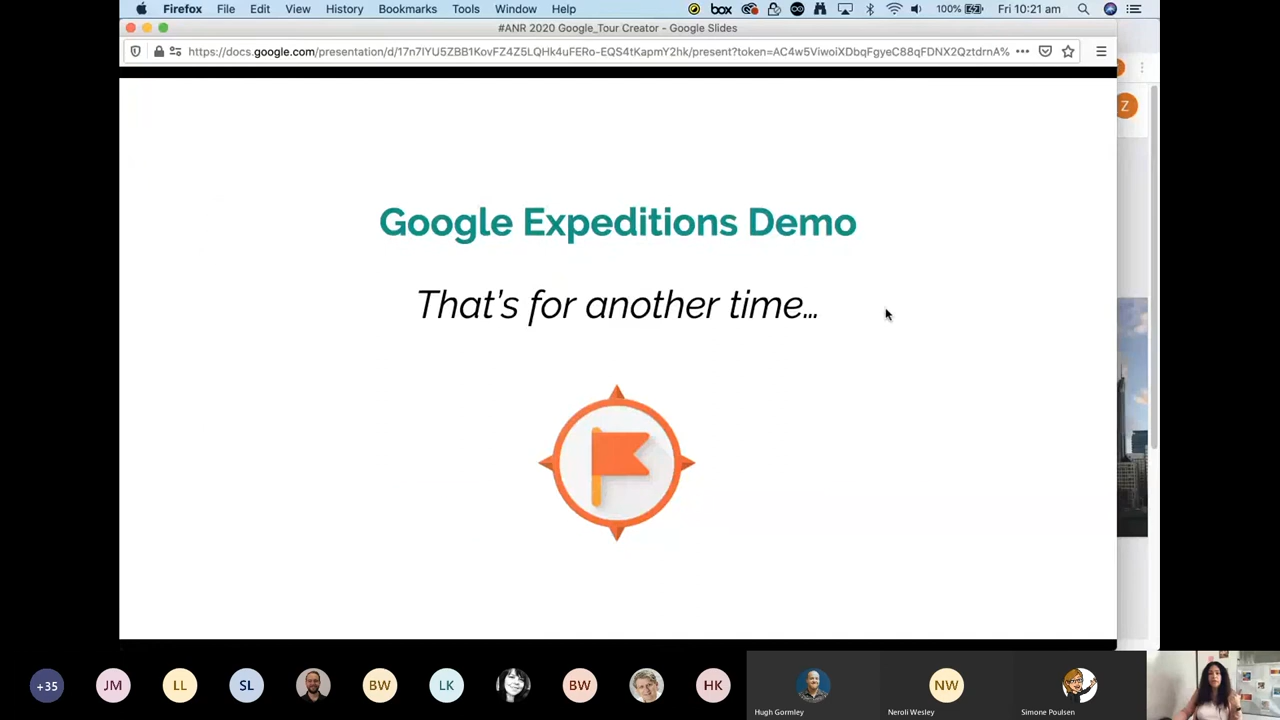 Firefox File Edit View History Bookmarks Tools Window Help box 100% Fri 10:21 am
#ANR 2020 Google_Tour Creator - Google Slides
https://docs.google.com/presentation/d/17n7IYU5ZBB1KovFZ4Z5LQHk4uFERo-EQS4tKapmY2hk/present?token=AC4w5ViwoiXDbqFgyeC88qFDNX2QztdrnA%
Z
Google Expeditions Demo
That's for another time...
+35 JM LL SL BW LK BW HK NW
Hugh Gormley Neroli Wesley Simone Poulsen